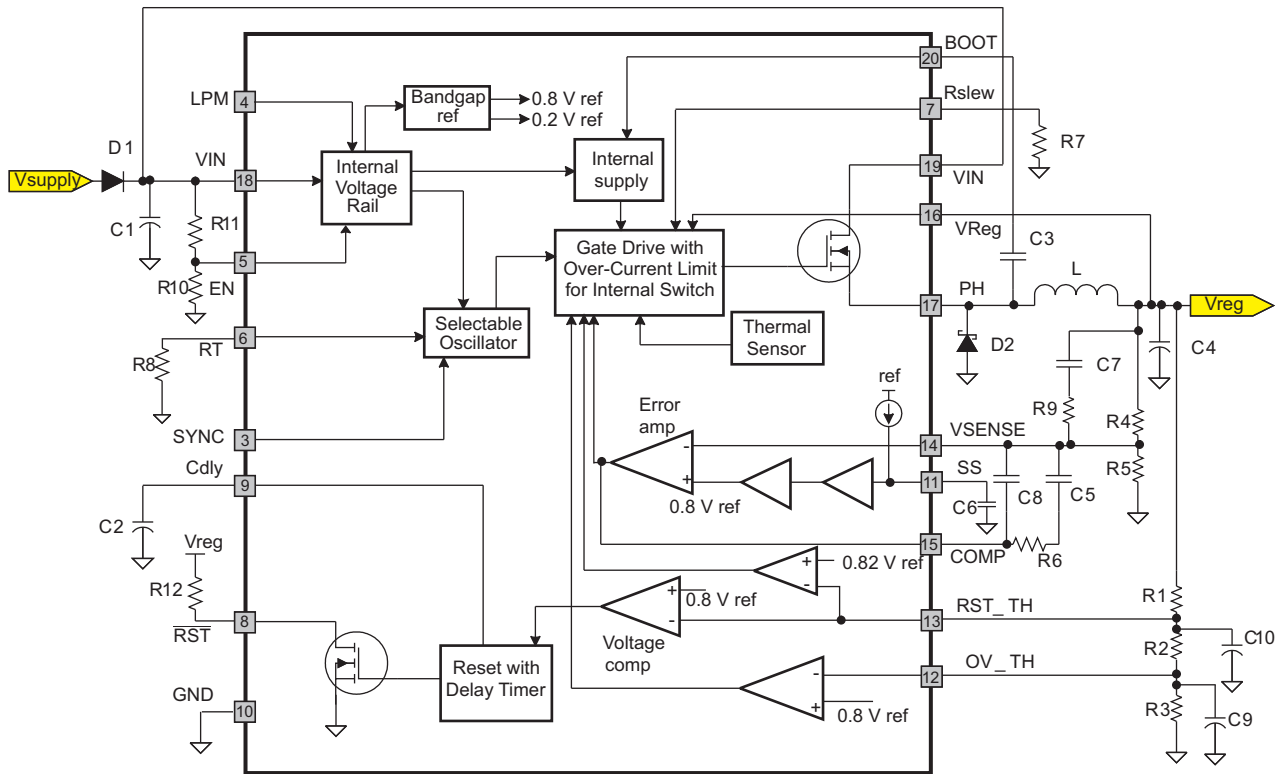 BOOT
20
LPM
4
Bandgap
ref
0.8 V ref
0.2 V ref
7
Rslew
R7
D1
Vsupply
VIN
18
Internal
Voltage
Rail
Internal
supply
19
VIN
C1
R11
16
VReg
C3
5
R10
EN
Gate Drive with
Over-Current Limit
for Internal Switch
PH
17
L
Vreg
6
RT
R8
Selectable
Oscillator
Thermal
Sensor
D2
C7
C4
ref
R9
R4
SYNC
3
Error
amp
14
VSENSE
Cdly
9
+
-
0.8 V ref
11
SS
C6
C8
C5
R5
C2
Vreg
15
COMP
R6
R12
+
-
0.82 V ref
+
-
0.8 V ref
R1
RST
8
Voltage
comp
13
RST_TH
R2
C10
Reset with
Delay Timer
-
+
0.8 V ref
12
OV_TH
GND
10
R3
C9